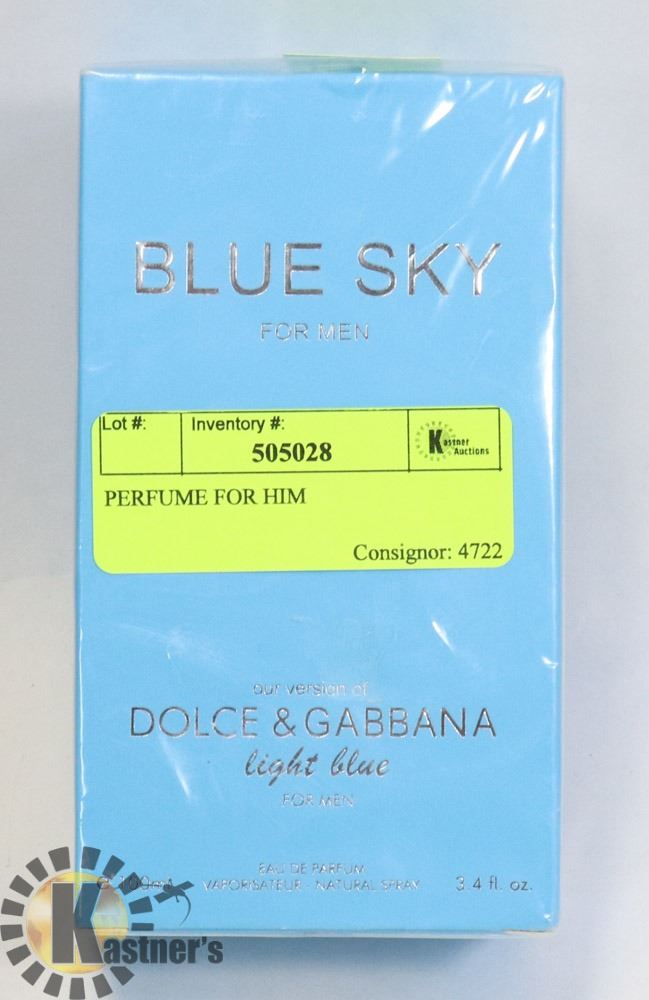 BLUE SKY
FOR MEN
Lot #:
Inventory #:
505028
Kastner
Auctions
PERFUME FOR HIM
Consignor: 4722
our version of
DOLCE & GABBANA
light blue
FOR MEN
EAU DE PARFUM
e 100ml VAPORISATEUR - NATURAL SPRAY 3.4 fl. oz.
Kastner's